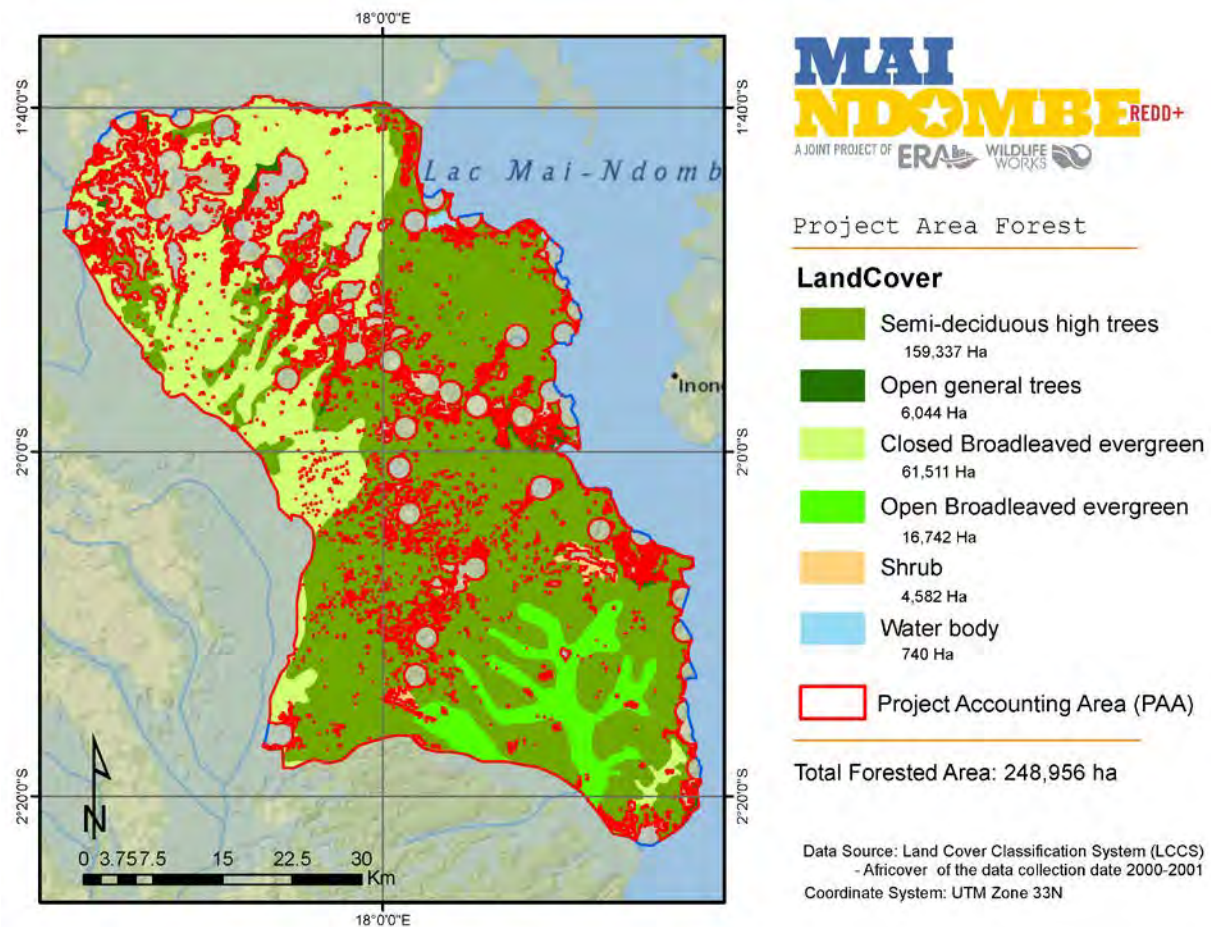 18°0'0"E
1°40'0"S
1°40'0"S
Lac Mai-Ndomb
Inon
2°0'0"S
2°0'0"S
2°20'0"S
2°20'0"S
N
0 3.757.5 15 22.5 30
Km
18°0'0"E
MAI
NDOMBE REDD+
A JOINT PROJECT OF ERA WILDLIFE WORKS
Project Area Forest
LandCover
Semi-deciduous high trees
159,337 Ha
Open general trees
6,044 Ha
Closed Broadleaved evergreen
61,511 Ha
Open Broadleaved evergreen
16,742 Ha
Shrub
4,582 Ha
Water body
740 Ha
Project Accounting Area (PAA)
Total Forested Area: 248,956 ha
Data Source: Land Cover Classification System (LCCS)
- Africover of the data collection date 2000-2001
Coordinate System: UTM Zone 33N